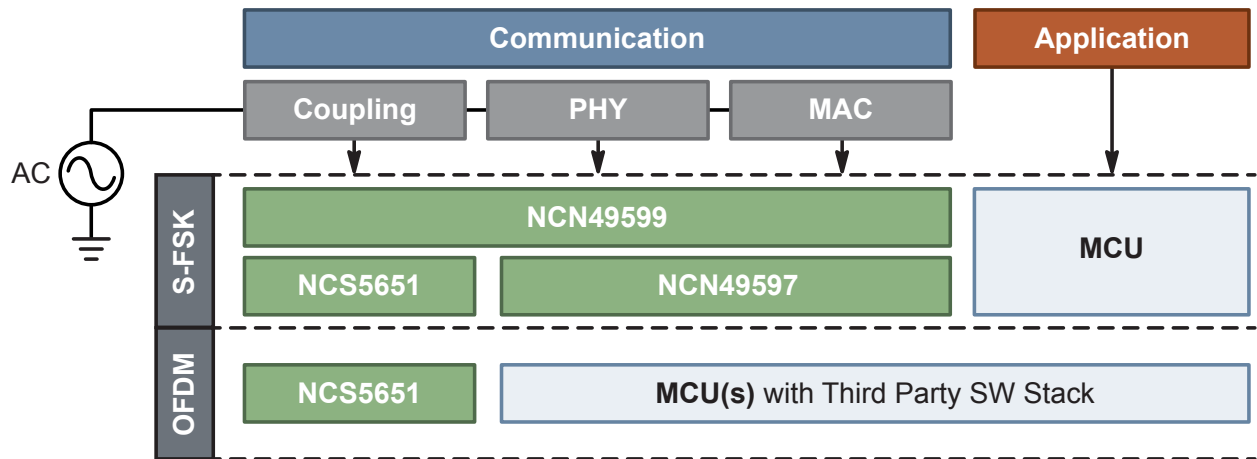 Communication
Application
Coupling
PHY
MAC
AC
S-FSK
NCN49599
MCU
NCS5651
NCN49597
OFDM
NCS5651
MCU(s) with Third Party SW Stack